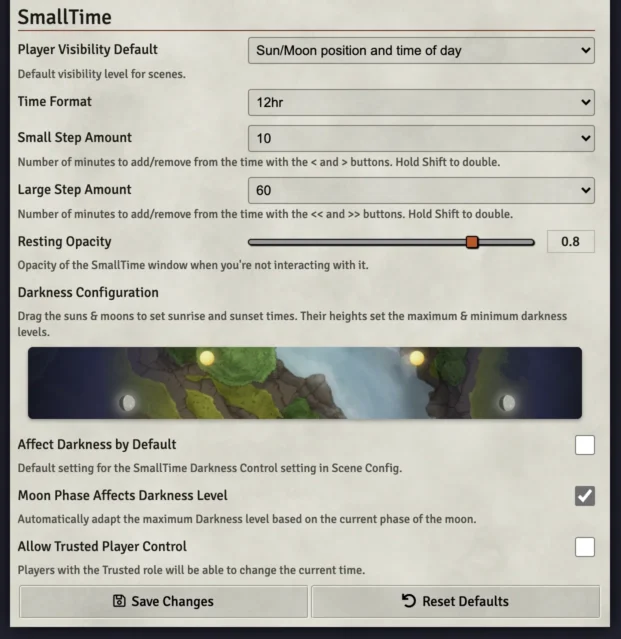 SmallTime
Player Visibility Default
Sun/Moon position and time of day
Default visibility level for scenes.
Time Format
12hr
Small Step Amount
10
Number of minutes to add/remove from the time with the < and > buttons. Hold Shift to double.
Large Step Amount
60
Number of minutes to add/remove from the time with the << and >> buttons. Hold Shift to double.
Resting Opacity
0.8
Opacity of the SmallTime window when you're not interacting with it.
Darkness Configuration
Drag the suns & moons to set sunrise and sunset times. Their heights set the maximum & minimum darkness
levels.
Affect Darkness by Default
Default setting for the SmallTime Darkness Control setting in Scene Config.
Moon Phase Affects Darkness Level
Automatically adapt the maximum Darkness level based on the current phase of the moon.
Allow Trusted Player Control
Players with the Trusted role will be able to change the current time.
Save Changes
Reset Defaults